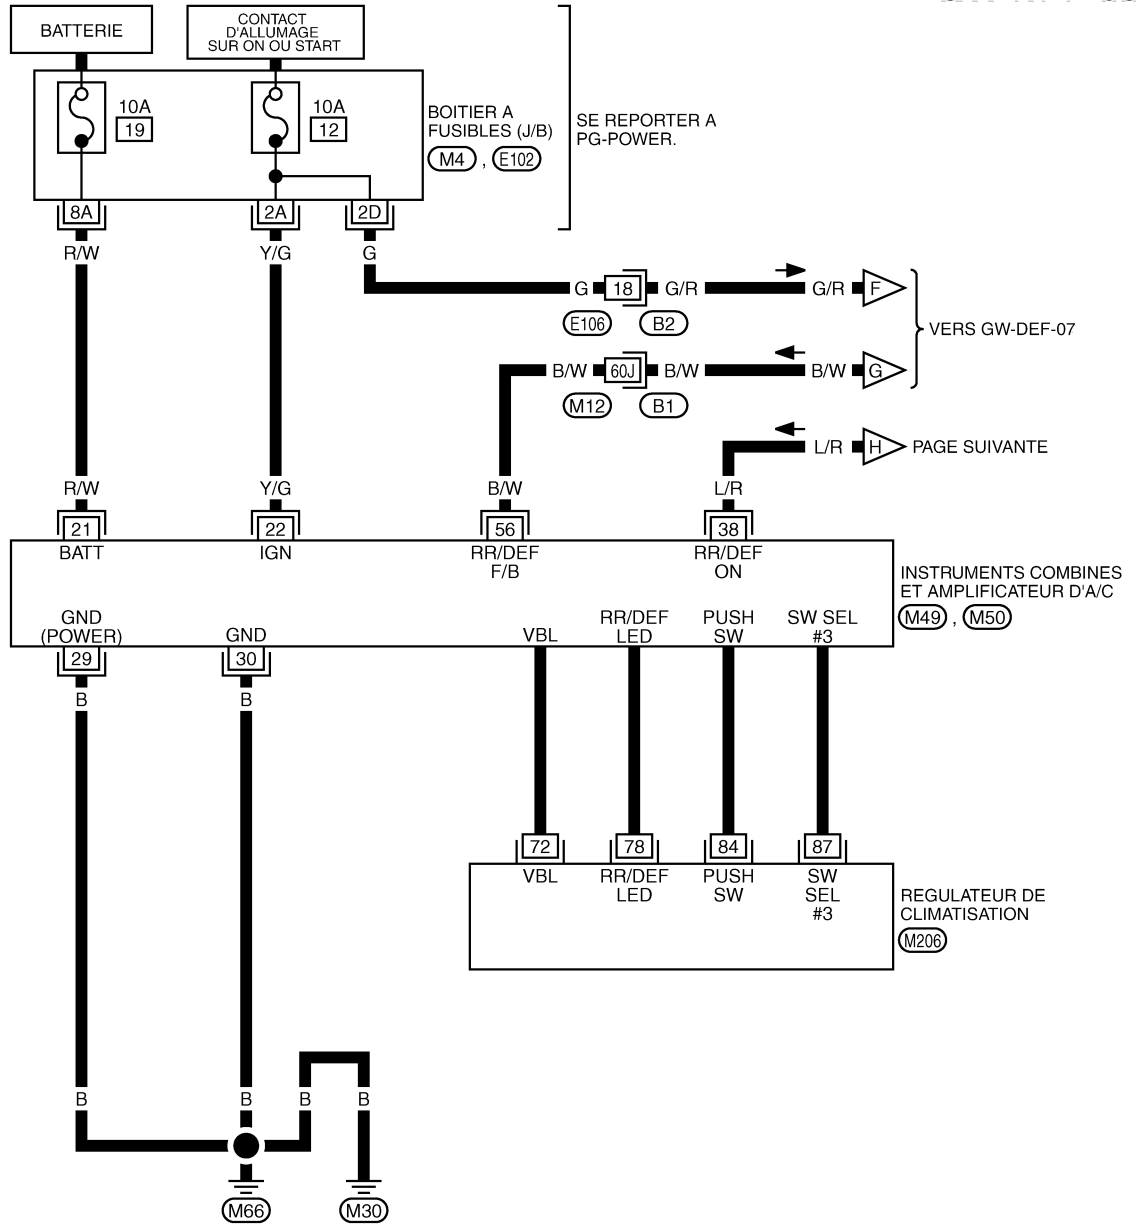 BATTERIE
CONTACT
D'ALLUMAGE
SUR ON OU START
10A
19
10A
12
BOITIER A
FUSIBLES (J/B)
M4 , E102
SE REPORTER A
PG-POWER.
8A
2A
2D
R/W
Y/G
G
G
18
G/R
G/R
F
E106
B2
VERS GW-DEF-07
B/W
60J
B/W
B/W
G
M12
B1
L/R
H
PAGE SUIVANTE
R/W
Y/G
B/W
L/R
21
22
56
38
BATT
IGN
RR/DEF
F/B
RR/DEF
ON
INSTRUMENTS COMBINES
ET AMPLIFICATEUR D'A/C
M49 , M50
GND
(POWER)
GND
VBL
RR/DEF
LED
PUSH
SW
SW SEL
#3
29
30
B
B
72
78
84
87
VBL
RR/DEF
LED
PUSH
SW
SW
SEL
#3
REGULATEUR DE
CLIMATISATION
M206
B
B
B
B
M66
M30